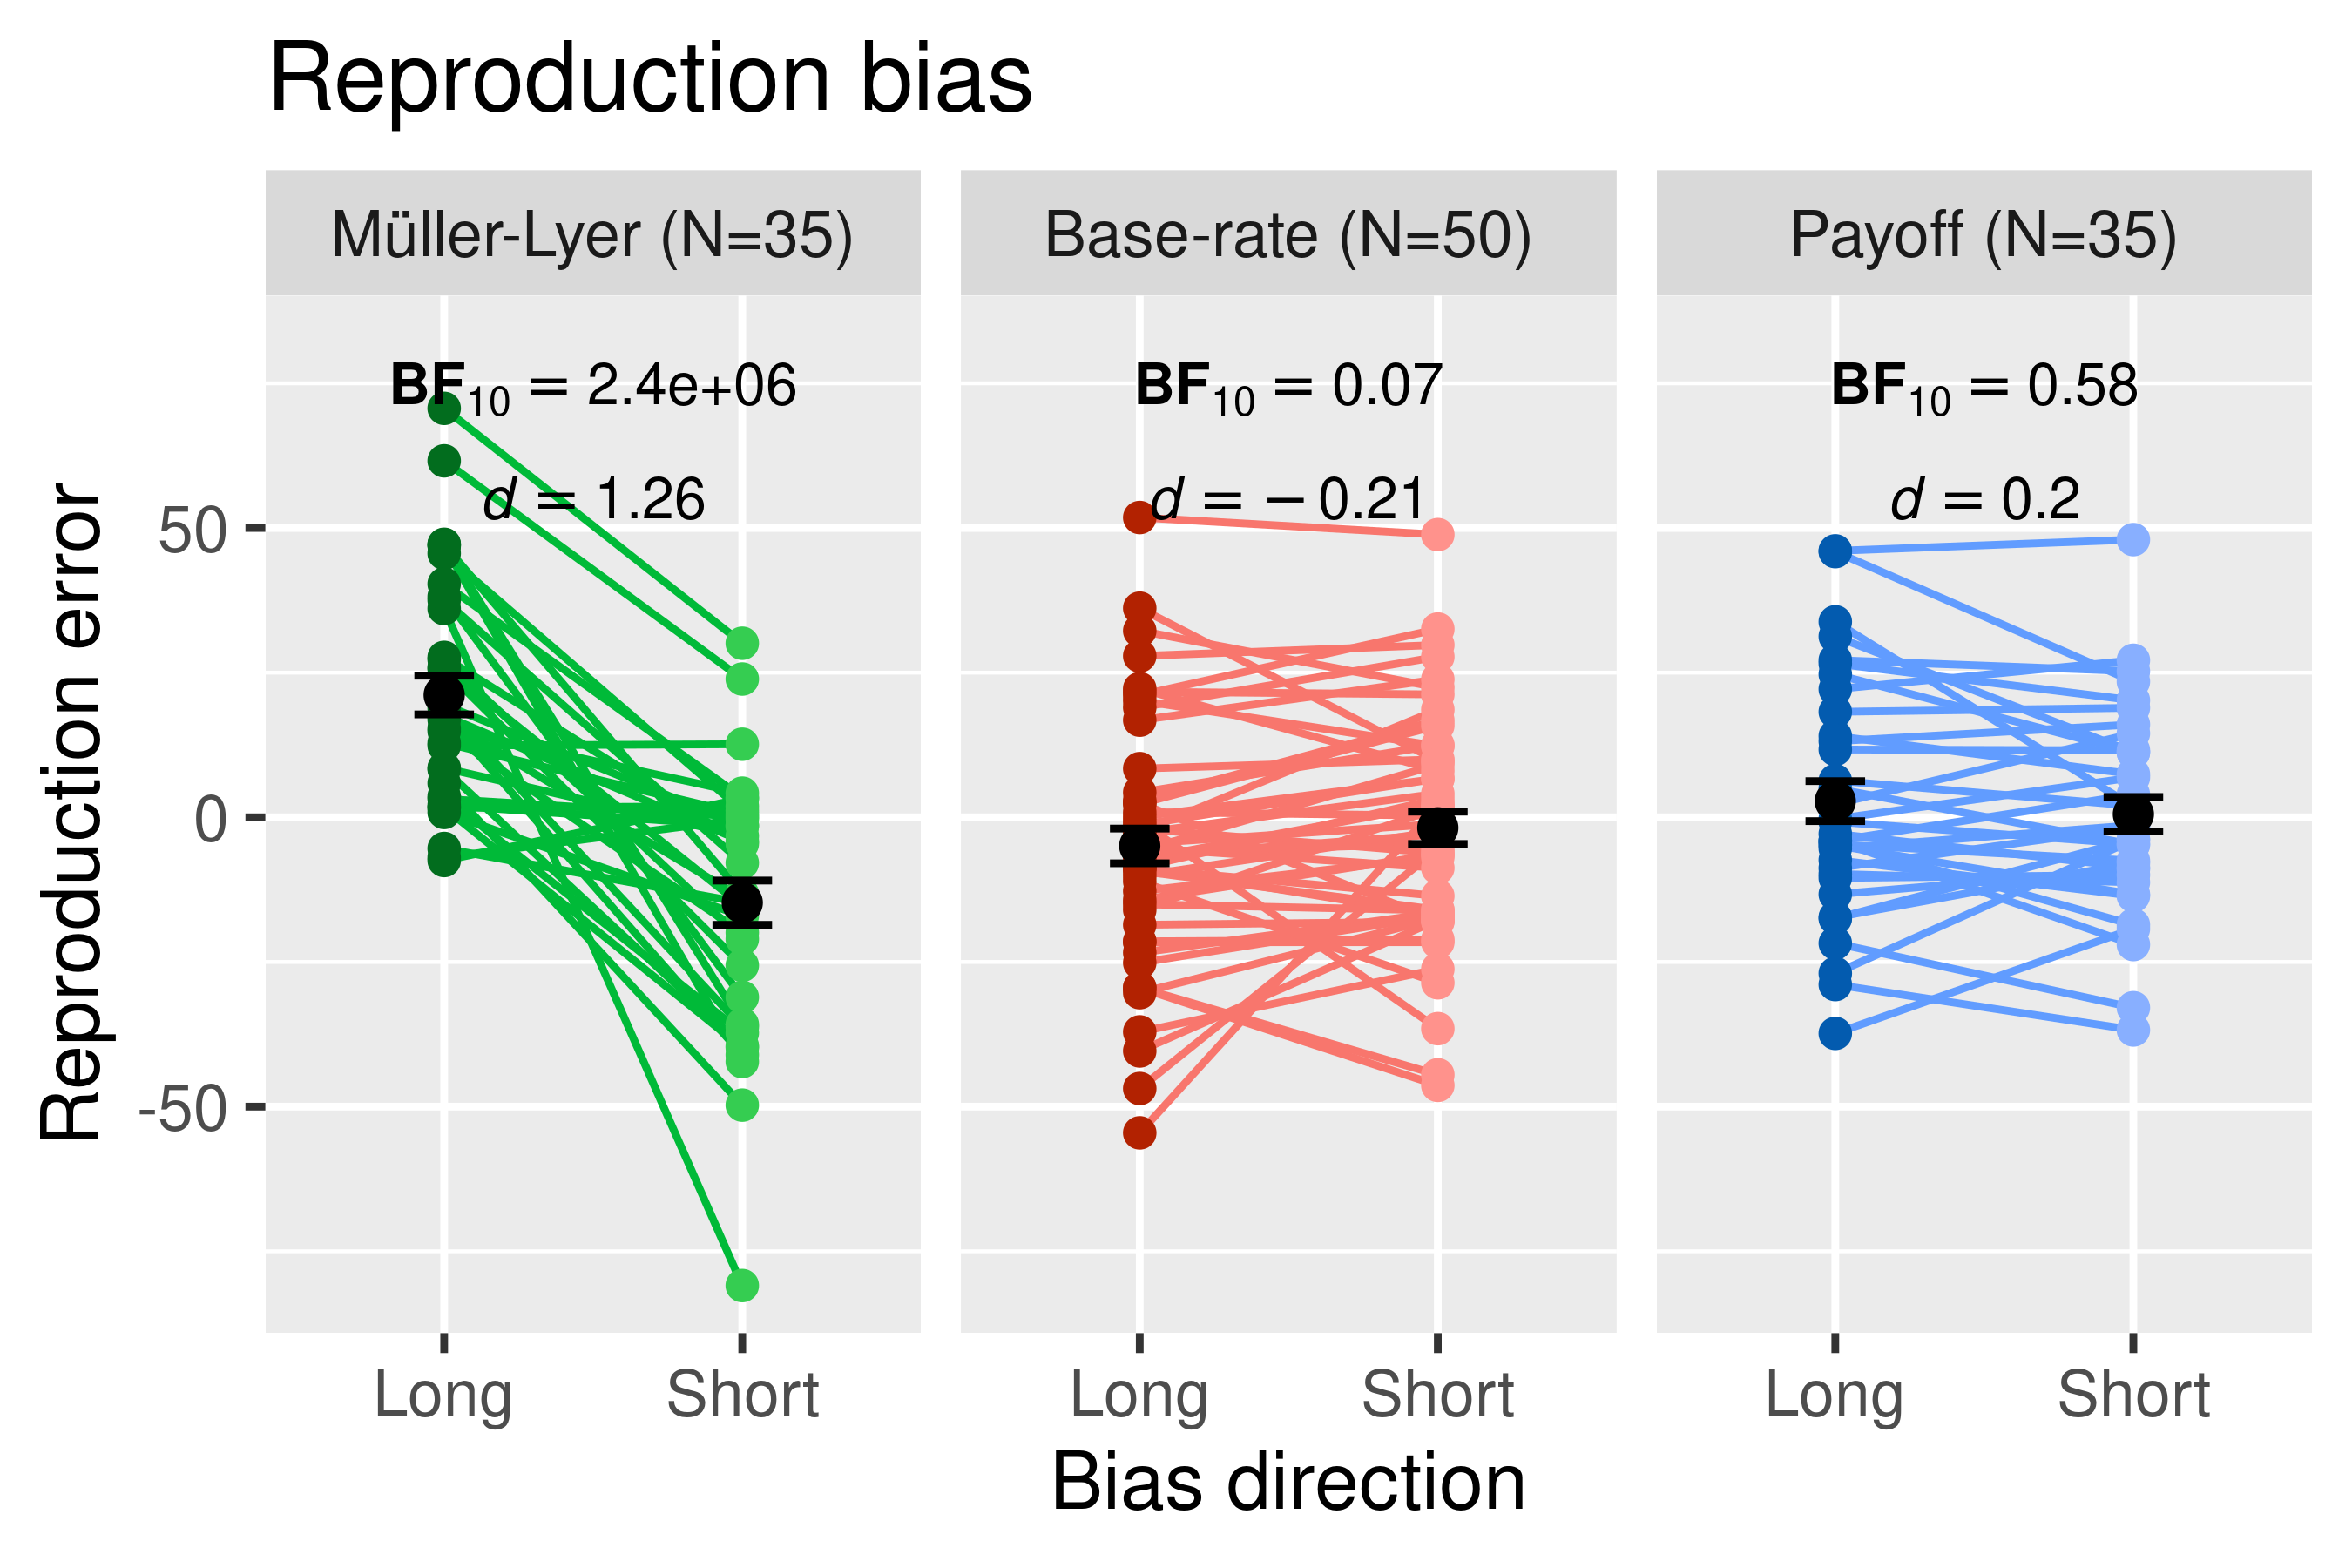 Reproduction bias
Müller-Lyer (N=35)
Base-rate (N=50)
Payoff (N=35)
BF10 = 2.4e+06
d = 1.26
BF10 = 0.07
d = −0.21
BF10 = 0.58
d = 0.2
Reproduction error
50
0
-50
Long
Short
Long
Short
Long
Short
Bias direction